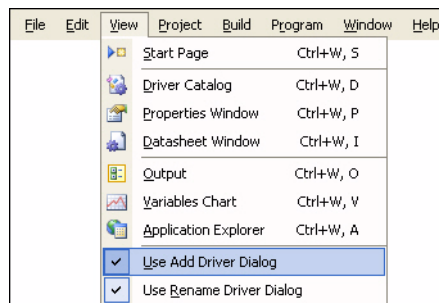 File Edit View Project Build Program Window Help
Start Page Ctrl+W, S
Driver Catalog Ctrl+W, D
Properties Window Ctrl+W, P
Datasheet Window Ctrl+W, I
Output Ctrl+W, O
Variables Chart Ctrl+W, V
Application Explorer Ctrl+W, A
Use Add Driver Dialog
Use Rename Driver Dialog